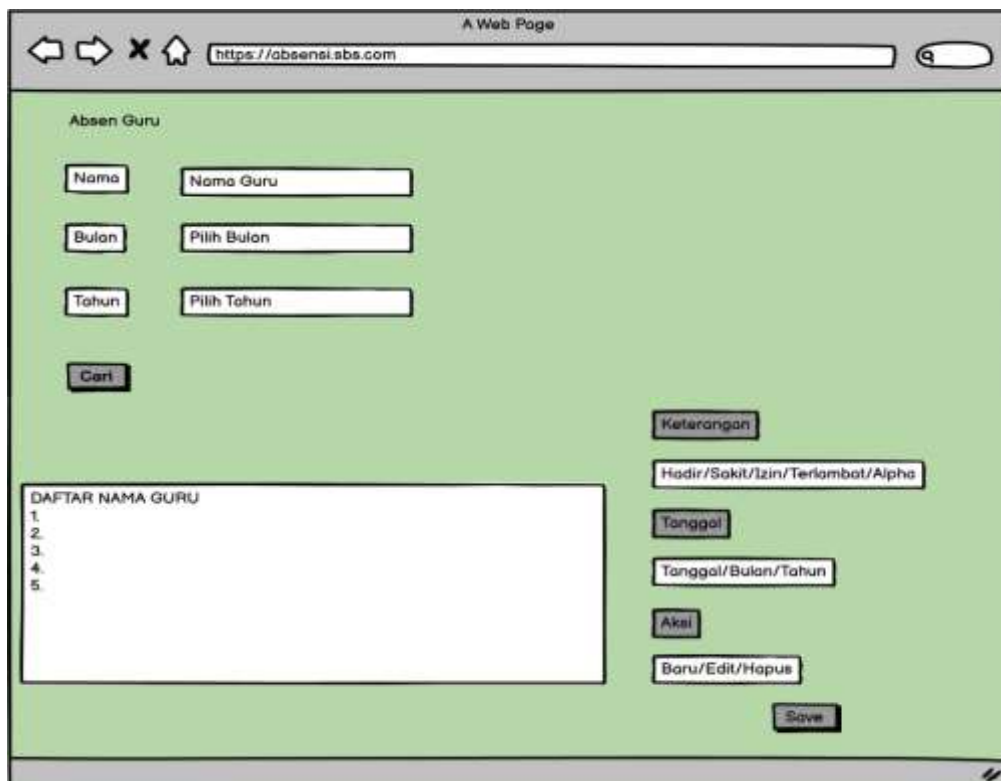 A Web Page
https://absensi.sbs.com
Absen Guru
Nama Nama Guru
Bulan Pilih Bulan
Tahun Pilih Tahun
Cari
Keterangan
Hadir/Sakit/Izin/Terlambat/Alpha
DAFTAR NAMA GURU
1.
2.
3.
4.
5.
Tanggal
Tanggal/Bulan/Tahun
Aksi
Baru/Edit/Hapus
Save